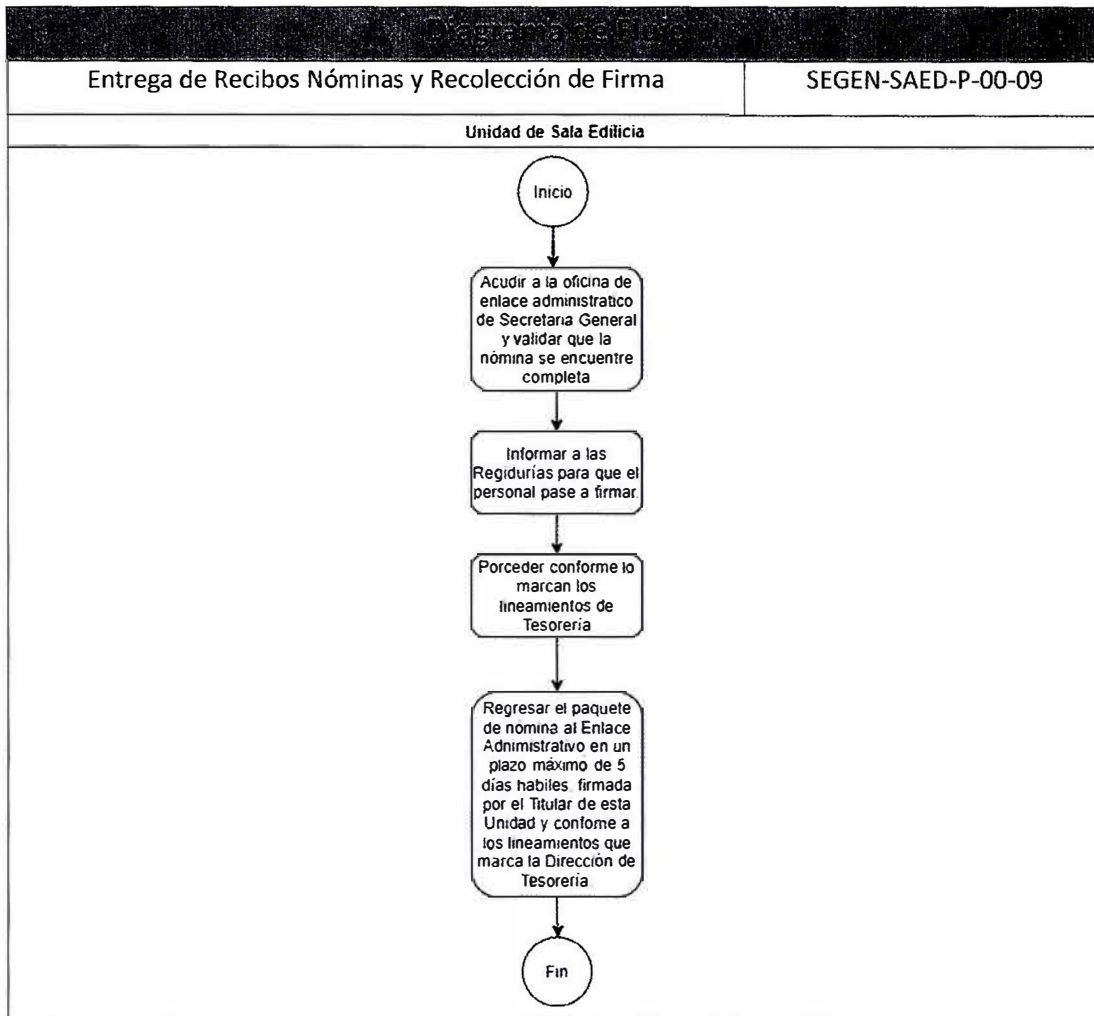 Diagrama de Flujo
Entrega de Recibos Nóminas y Recolección de Firma
SEGEN-SAED-P-00-09
Unidad de Sala Edilicia
Inicio
Acudir a la oficina de
enlace administratico
de Secretaria General
y validar que la
nómina se encuentre
completa
Informar a las
Regidurías para que el
personal pase a firmar.
Porceder conforme lo
marcan los
lineamientos de
Tesorería
Regresar el paquete
de nómina al Enlace
Administrativo en un
plazo máximo de 5
días habiles, firmada
por el Titular de esta
Unidad y confome a
los lineamientos que
marca la Dirección de
Tesorería
Fin